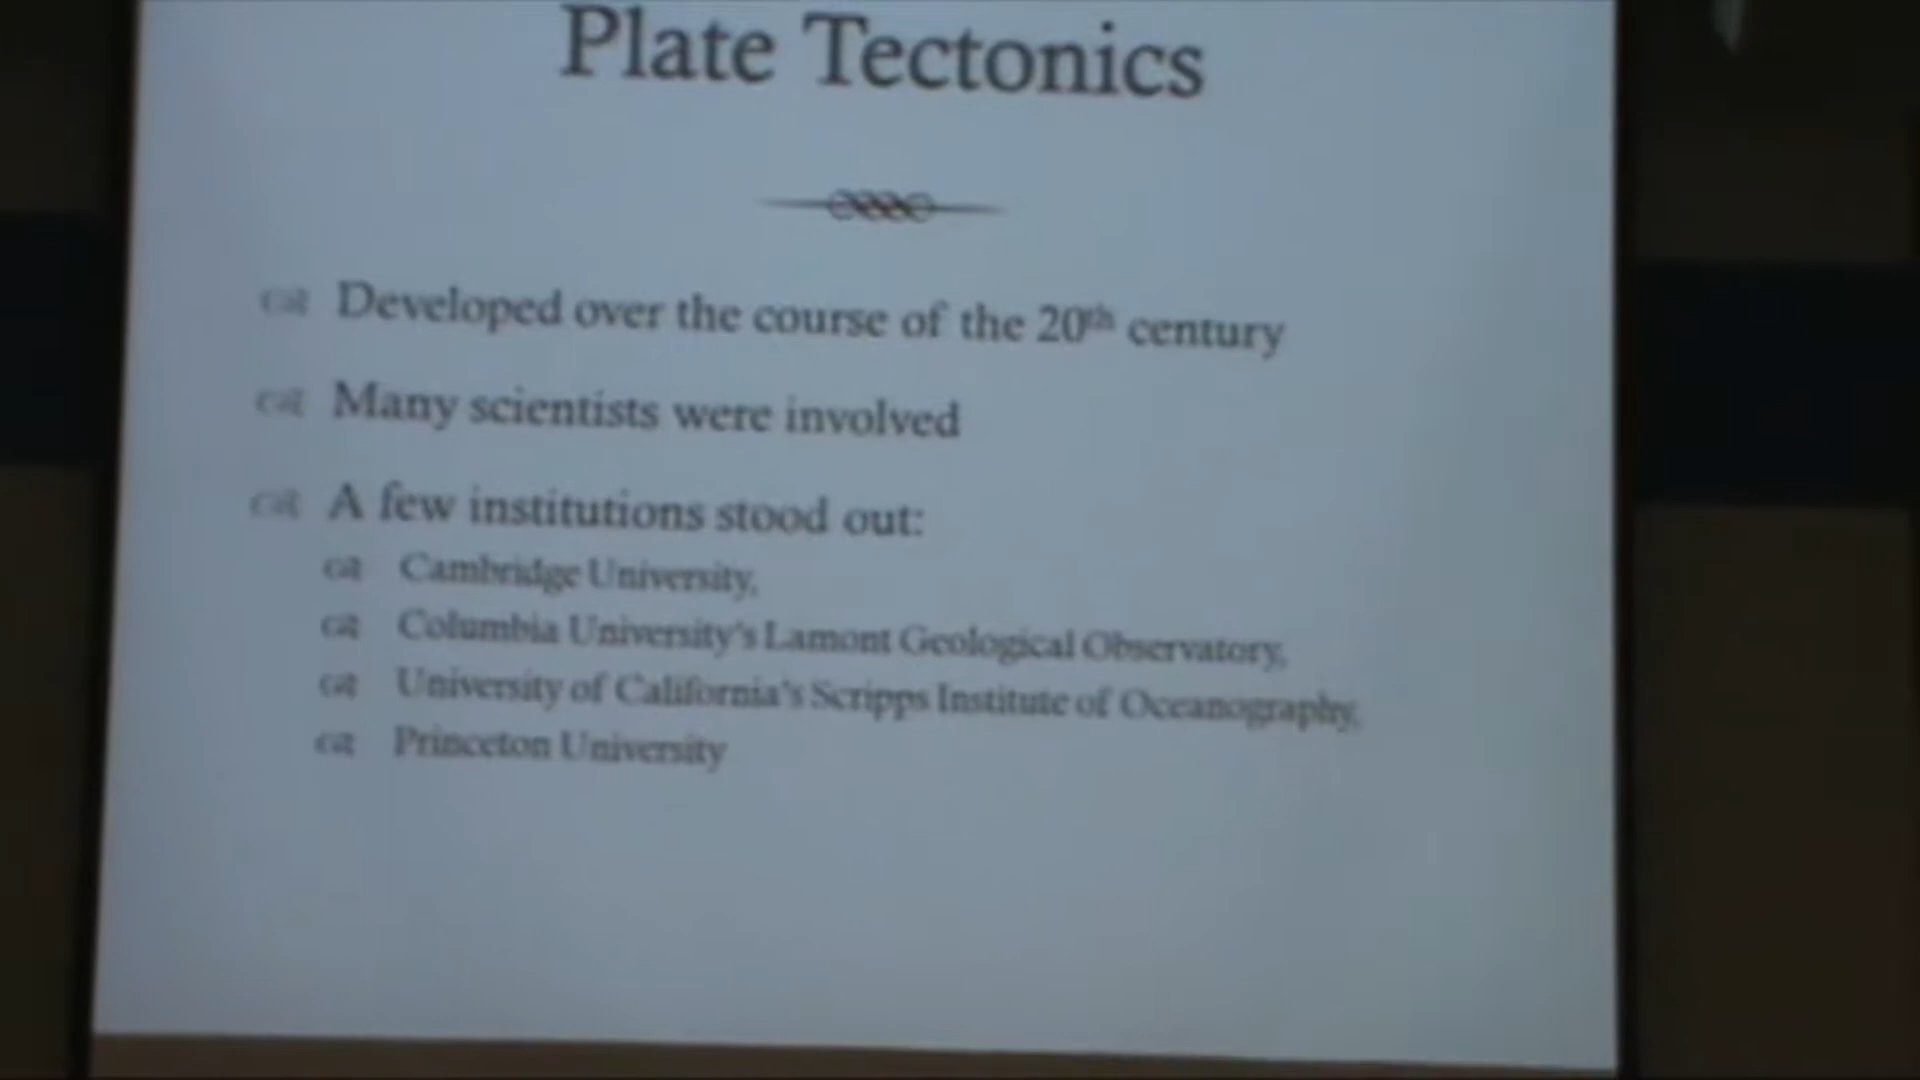 Plate Tectonics
Developed over the course of the 20th century
Many scientists were involved
A few institutions stood out:
Cambridge University,
Columbia University's Lamont Geological Observatory,
University of California's Scripps Institute of Oceanography,
Princeton University